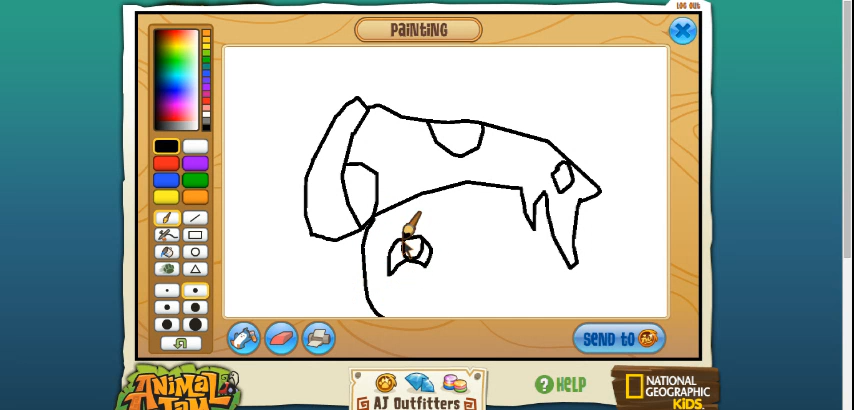 LOG OUT
PAINTING
SEND TO
ANIMAL
JAM
AJ Outfitters
? HELP
NATIONAL
GEOGRAPHIC
KiDS